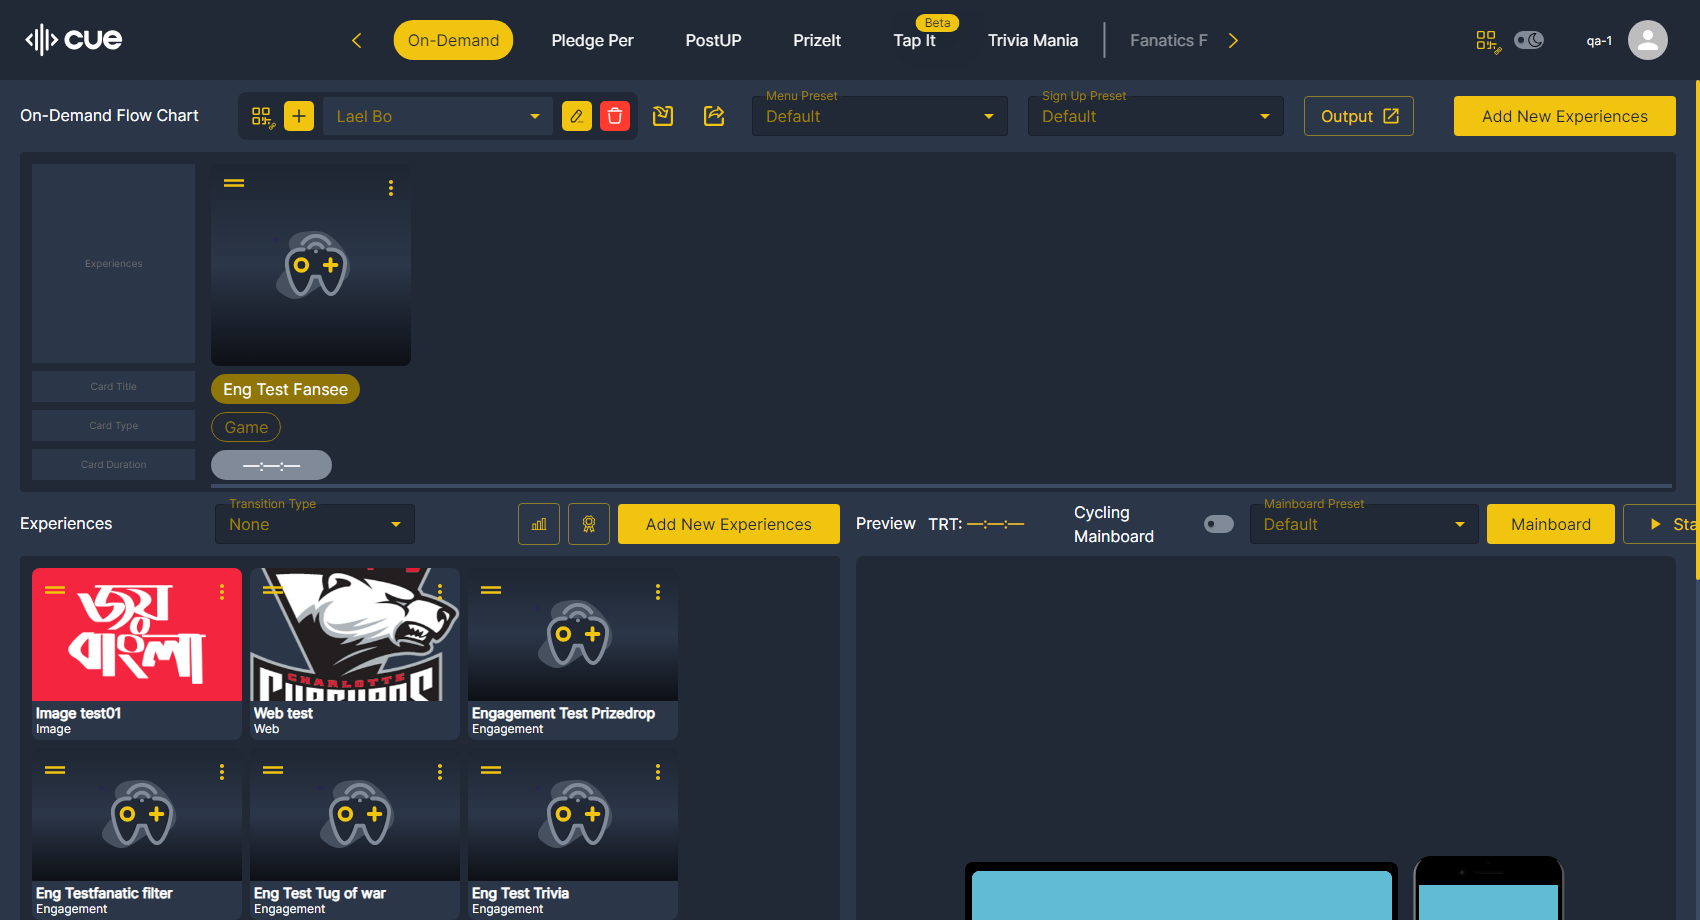 cue
On-Demand
Pledge Per
PostUP
PrizeIt
Tap It
Beta
Trivia Mania
Fanatics F
qa-1
On-Demand Flow Chart
Lael Bo
Menu Preset
Default
Sign Up Preset
Default
Output
Add New Experiences
Experiences
Card Title
Eng Test Fansee
Card Type
Game
Card Duration
—:—:—
Experiences
Transition Type
None
Add New Experiences
Preview
TRT: —:—:—
Cycling
Mainboard
Mainboard Preset
Default
Mainboard
Sta
জয়
বাংলা
CHARLOTTE
Image test01
Image
Web test
Web
Engagement Test Prizedrop
Engagement
Eng Testfanatic filter
Engagement
Eng Test Tug of war
Engagement
Eng Test Trivia
Engagement